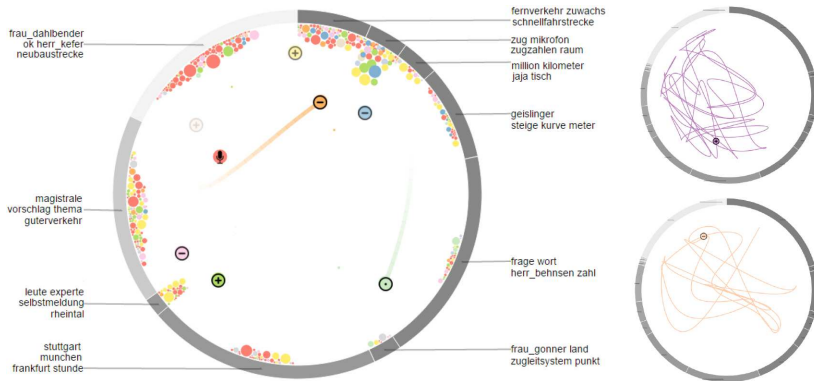 fernverkehr zuwachs
schnellfahrstrecke
zug mikrofon
zugzahlen raum
million kilometer
jaja tisch
geislinger
steige kurve meter
frage wort
herr_behnsen zahl
frau_gonner land
zugleitsystem punkt
stuttgart
munchen
frankfurt stunde
leute experte
selbstmeldung
rheintal
magistrale
vorschlag thema
guterverkehr
frau_dahlbender
ok herr_kefer
neubaustrecke